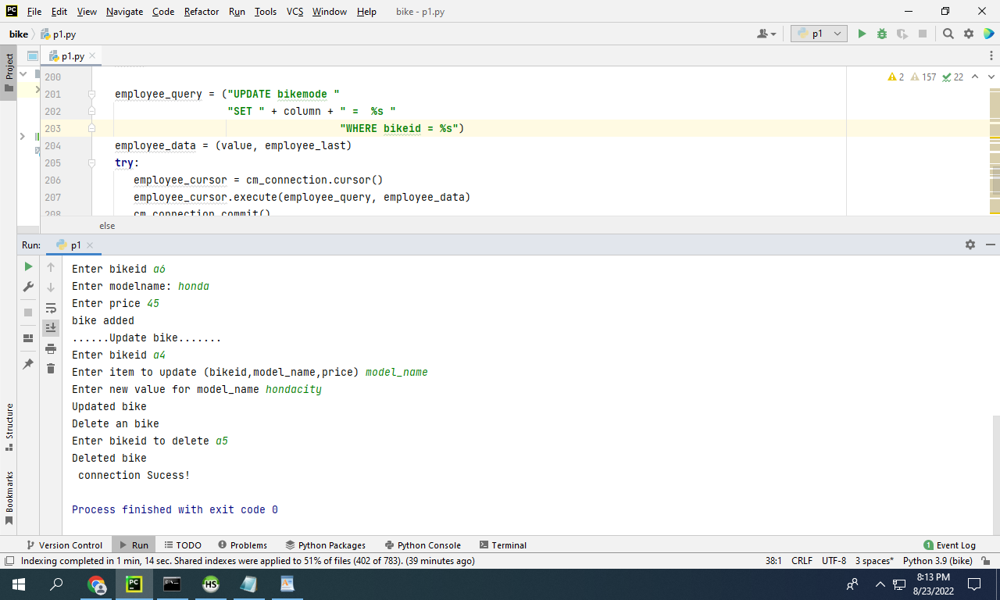 PC File Edit View Navigate Code Refactor Run Tools VCS Window Help bike - p1.py
bike p1.py p1
Project p1.py
200
201 employee_query = ("UPDATE bikemode "
202 "SET " + column + " =  %s "
203 "WHERE bikeid = %s")
204 employee_data = (value, employee_last)
205 try:
206 employee_cursor = cm_connection.cursor()
207 employee_cursor.execute(employee_query, employee_data)
208 cm_connection.commit()
2 157 22
else
Run: p1
Enter bikeid a6
Enter modelname: honda
Enter price 45
bike added
......Update bike.......
Enter bikeid a4
Enter item to update (bikeid,model_name,price) model_name
Enter new value for model_name hondacity
Updated bike
Delete an bike
Enter bikeid to delete a5
Deleted bike
connection Sucess!
Process finished with exit code 0
Structure
Bookmarks
Version Control Run TODO Problems Python Packages Python Console Terminal 1 Event Log
Indexing completed in 1 min, 14 sec. Shared indexes were applied to 51% of files (402 of 783). (39 minutes ago) 38:1 CRLF UTF-8 3 spaces* Python 3.9 (bike)
PC HS 8:13 PM
8/23/2022